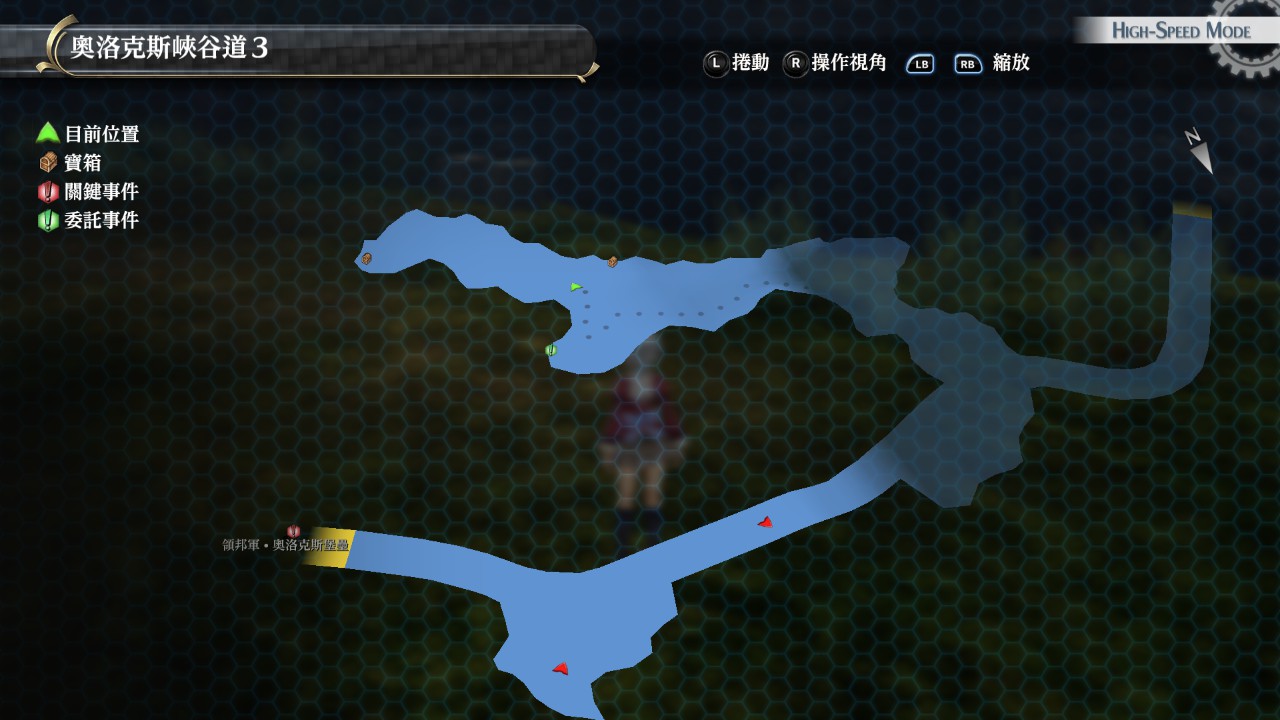 奧洛克斯峽谷道3
HIGH-SPEED MODE
L 捲動 R 操作視角 LB RB 縮放
目前位置
寶箱
關鍵事件
委託事件
N
領邦軍・奧洛克斯堡壘